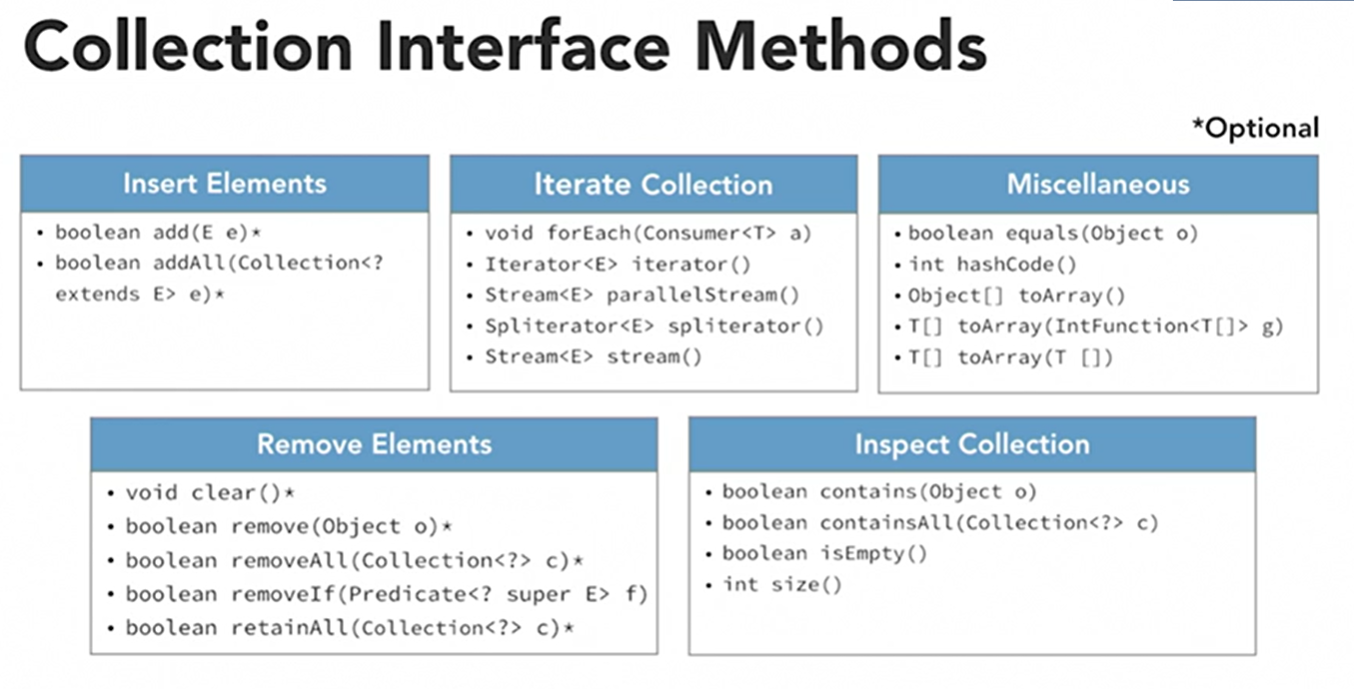 Collection Interface Methods
*Optional
Insert Elements
• boolean add(E e)*
• boolean addAll(Collection<?
extends E> e)*
Iterate Collection
• void forEach(Consumer<T> a)
• Iterator<E> iterator()
• Stream<E> parallelStream()
• Spliterator<E> spliterator()
• Stream<E> stream()
Miscellaneous
• boolean equals(Object o)
• int hashCode()
• Object[] toArray()
• T[] toArray(IntFunction<T[]> g)
• T[] toArray(T [])
Remove Elements
• void clear()*
• boolean remove(Object o)*
• boolean removeAll(Collection<?> c)*
• boolean removeIf(Predicate<? super E> f)
• boolean retainAll(Collection<?> c)*
Inspect Collection
• boolean contains(Object o)
• boolean containsAll(Collection<?> c)
• boolean isEmpty()
• int size()